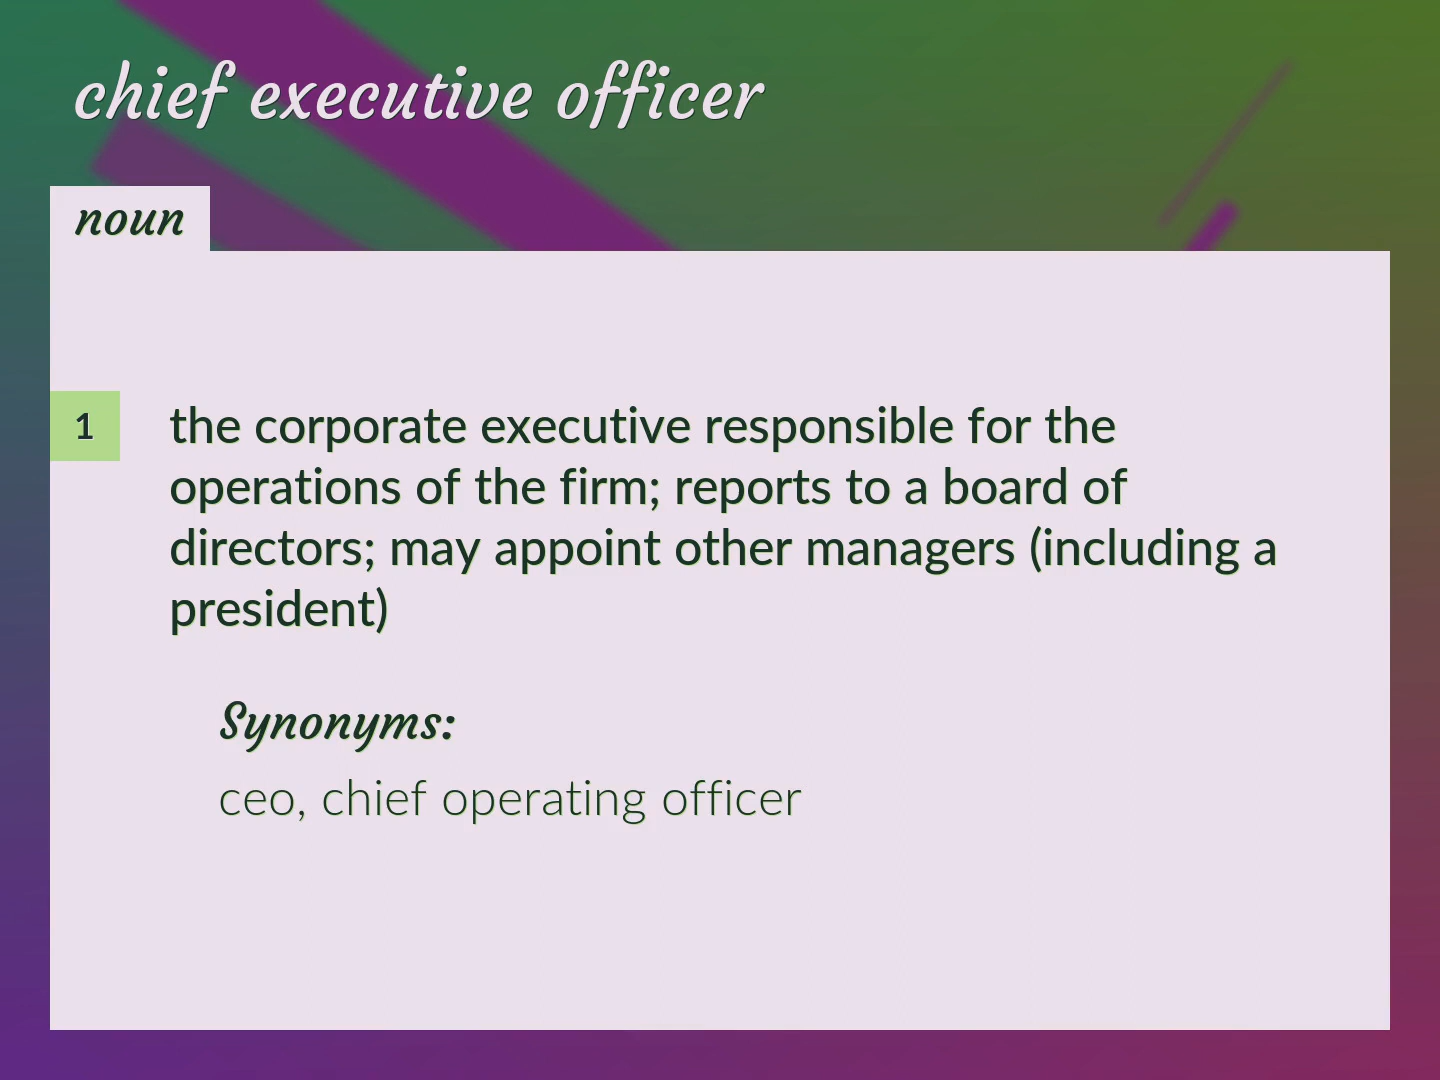 chief executive officer
noun
1
the corporate executive responsible for the
operations of the firm; reports to a board of
directors; may appoint other managers (including a
president)
Synonyms:
ceo, chief operating officer